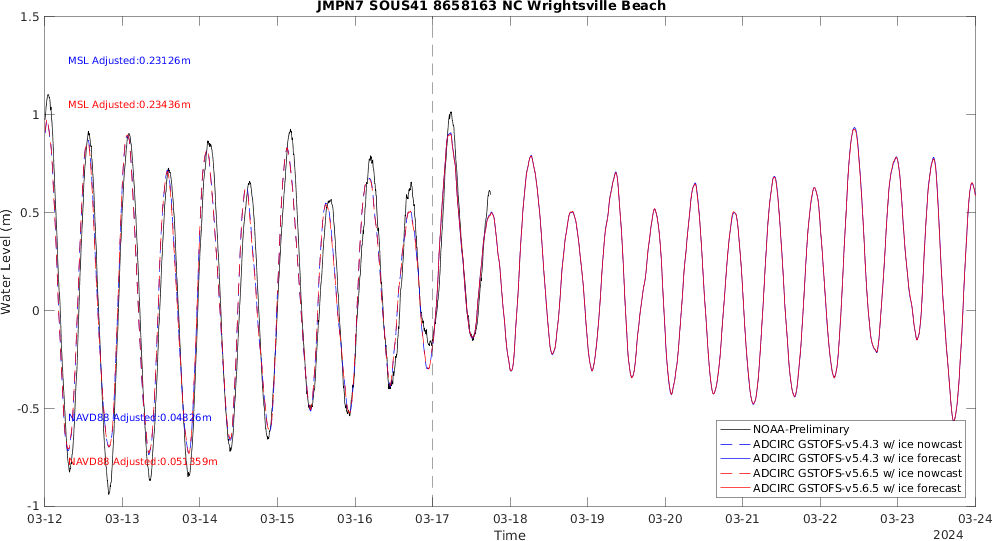 JMPN7 SOUS41 8658163 NC Wrightsville Beach
1.5
1
0.5
0
-0.5
-1
Water Level (m)
MSL Adjusted:0.23126m
MSL Adjusted:0.23436m
NAVD88 Adjusted:0.04826m
NAVD88 Adjusted:0.051359m
NOAA-Preliminary
ADCIRC GSTOFS-v5.4.3 w/ ice nowcast
ADCIRC GSTOFS-v5.4.3 w/ ice forecast
ADCIRC GSTOFS-v5.6.5 w/ ice nowcast
ADCIRC GSTOFS-v5.6.5 w/ ice forecast
03-12 03-13 03-14 03-15 03-16 03-17 03-18 03-19 03-20 03-21 03-22 03-23 03-24
Time
2024